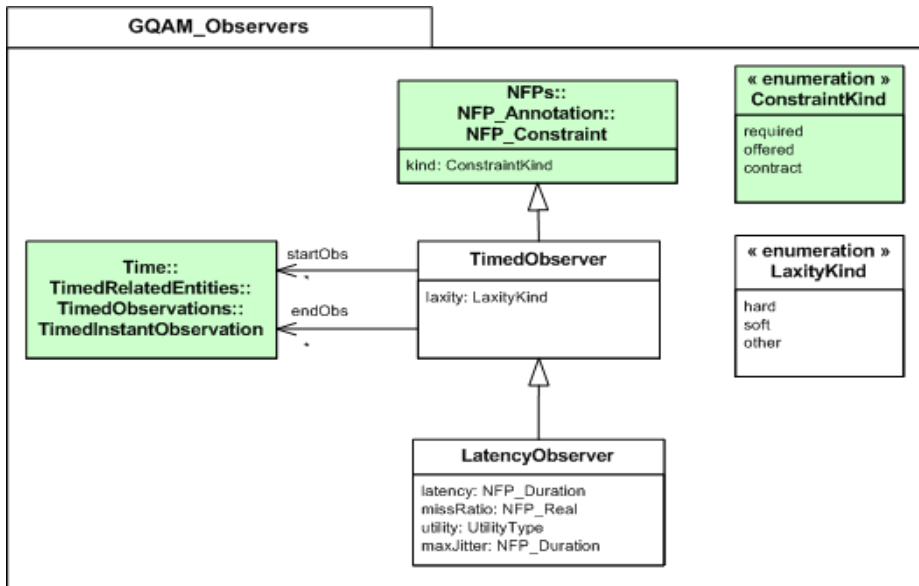 GQAM_Observers
NFPs::
NFP_Annotation::
NFP_Constraint
kind: ConstraintKind
« enumeration »
ConstraintKind
required
offered
contract
Time::
TimedRelatedEntities::
TimedObservations::
TimedInstantObservation
startObs
*
endObs
*
TimedObserver
laxity: LaxityKind
« enumeration »
LaxityKind
hard
soft
other
LatencyObserver
latency: NFP_Duration
missRatio: NFP_Real
utility: UtilityType
maxJitter: NFP_Duration